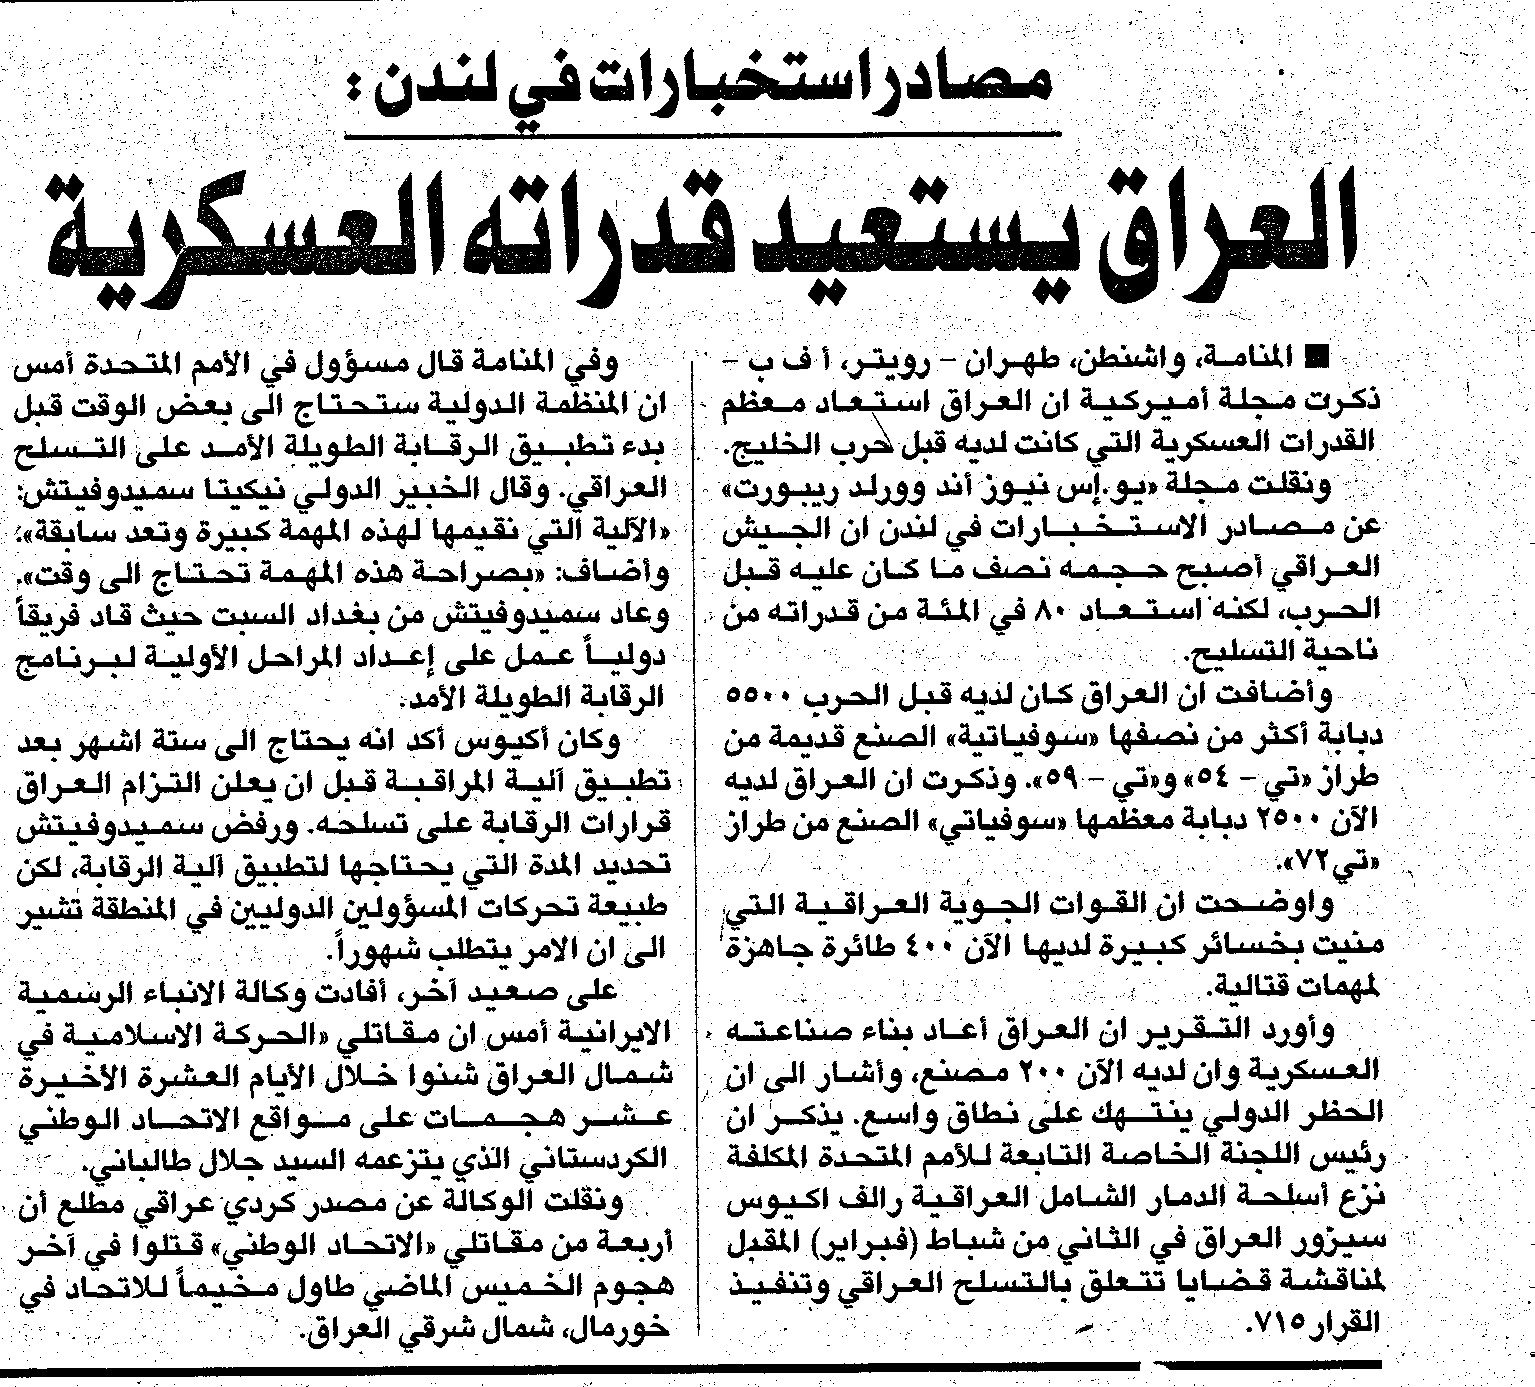 مصادر استخبارات في لندن :
العراق يستعيد قدراته العسكرية
■ المنامة، واشنطن، طهران - رويتر، أ ف ب -
ذكرت مجلة أميركية ان العراق استعاد معظم
القدرات العسكرية التي كانت لديه قبل حرب الخليج.
ونقلت مجلة «يو.إس نيوز أند وورلد ريبورت»
عن مصادر الاستخبارات في لندن ان الجيش
العراقي أصبح حجمه نصف ما كان عليه قبل
الحرب، لكنه استعاد ٨٠ في المئة من قدراته من
ناحية التسليح.
وأضافت ان العراق كان لديه قبل الحرب ٥٥٠٠
دبابة أكثر من نصفها «سوفياتية» الصنع قديمة من
طراز «تي - ٥٤» و«تي - ٥٩». وذكرت ان العراق لديه
الآن ٢٥٠٠ دبابة معظمها «سوفياتي» الصنع من طراز
«تي٧٢».
واوضحت ان القوات الجوية العراقية التي
منيت بخسائر كبيرة لديها الآن ٤٠٠ طائرة جاهزة
لمهمات قتالية.
وأورد التقرير ان العراق أعاد بناء صناعته
العسكرية وان لديه الآن ٢٠٠ مصنع، وأشار الى ان
الحظر الدولي ينتهك على نطاق واسع. يذكر ان
رئيس اللجنة الخاصة التابعة للأمم المتحدة المكلفة
نزع أسلحة الدمار الشامل العراقية رالف اكيوس
سيزور العراق في الثاني من شباط (فبراير) المقبل
لمناقشة قضايا تتعلق بالتسلح العراقي وتنفيذ
القرار ٧١٥.
وفي المنامة قال مسؤول في الأمم المتحدة أمس
ان المنظمة الدولية ستحتاج الى بعض الوقت قبل
بدء تطبيق الرقابة الطويلة الأمد على التسلح
العراقي. وقال الخبير الدولي نيكيتا سميدوفيتش:
«الآلية التي نقيمها لهذه المهمة كبيرة وتعد سابقة»؛
وأضاف: «بصراحة هذه المهمة تحتاج الى وقت».
وعاد سميدوفيتش من بغداد السبت حيث قاد فريقاً
دولياً عمل على إعداد المراحل الأولية لبرنامج
الرقابة الطويلة الأمد.
وكان أكيوس أكد انه يحتاج الى ستة اشهر بعد
تطبيق آلية المراقبة قبل ان يعلن التزام العراق
قرارات الرقابة على تسلحه. ورفض سميدوفيتش
تحديد المدة التي يحتاجها لتطبيق آلية الرقابة، لكن
طبيعة تحركات المسؤولين الدوليين في المنطقة تشير
الى ان الامر يتطلب شهوراً.
على صعيد آخر، أفادت وكالة الانباء الرسمية
الايرانية أمس ان مقاتلي «الحركة الاسلامية في
شمال العراق شنوا خلال الأيام العشرة الأخيرة
عشر هجمات على مواقع الاتحاد الوطني
الكردستاني الذي يتزعمه السيد جلال طالباني.
ونقلت الوكالة عن مصدر كردي عراقي مطلع أن
أربعة من مقاتلي «الاتحاد الوطني» قتلوا في آخر
هجوم الخميس الماضي طاول مخيماً للاتحاد في
خورمال، شمال شرقي العراق.